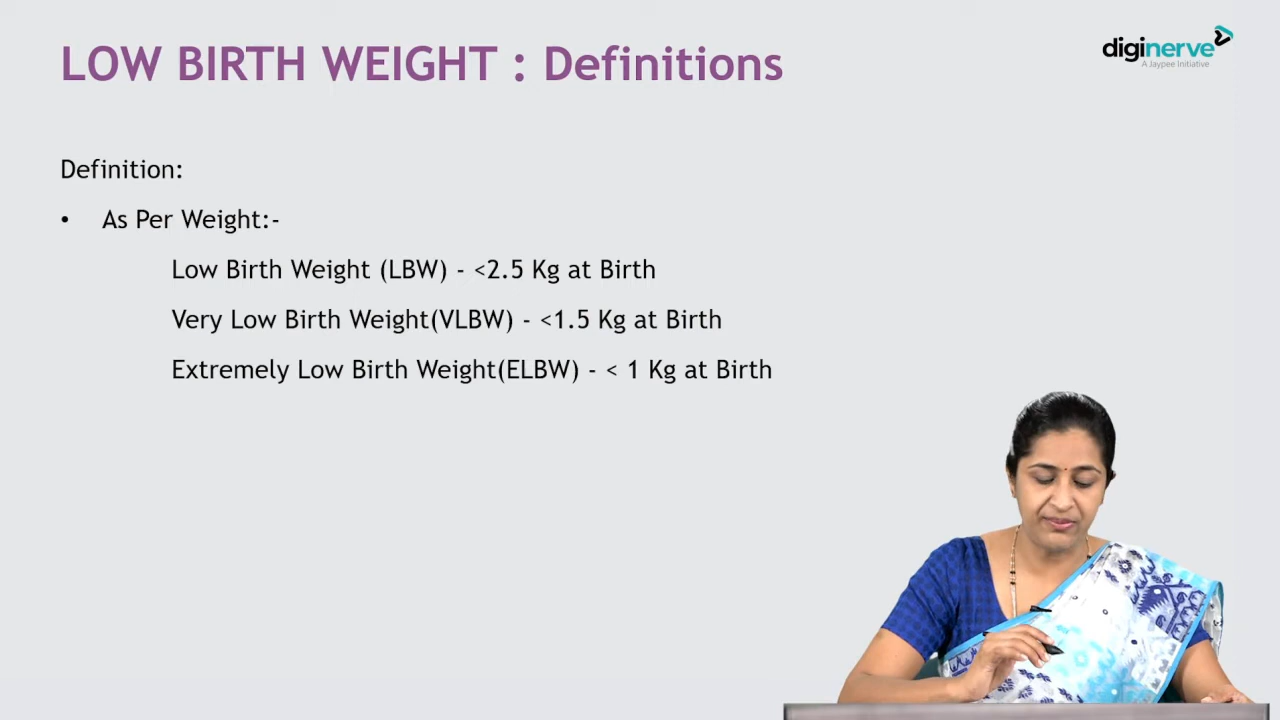 LOW BIRTH WEIGHT : Definitions
diginerve
A Jaypee Initiative
Definition:
• As Per Weight:-
Low Birth Weight (LBW) - <2.5 Kg at Birth
Very Low Birth Weight(VLBW) - <1.5 Kg at Birth
Extremely Low Birth Weight(ELBW) - < 1 Kg at Birth